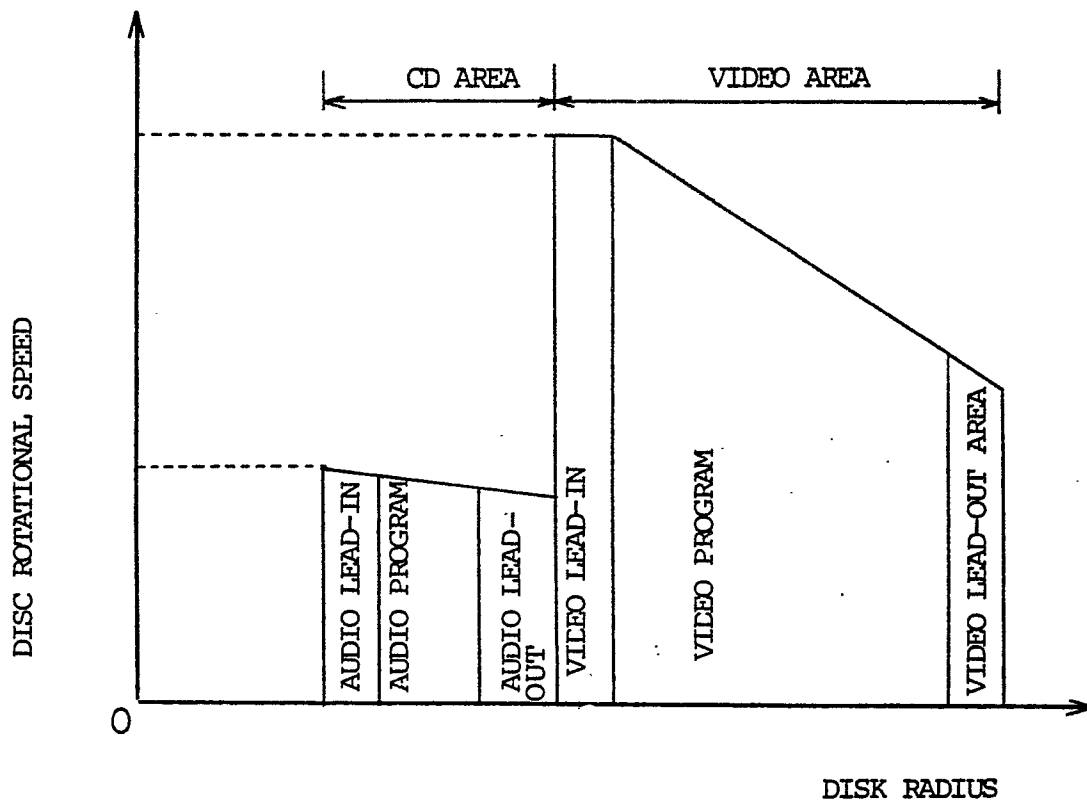 CD AREA
VIDEO AREA
DISC ROTATIONAL SPEED
AUDIO LEAD-IN
AUDIO PROGRAM
AUDIO LEAD-
OUT
VIDEO LEAD-IN
VIDEO PROGRAM
VIDEO LEAD-OUT AREA
O
DISK RADIUS